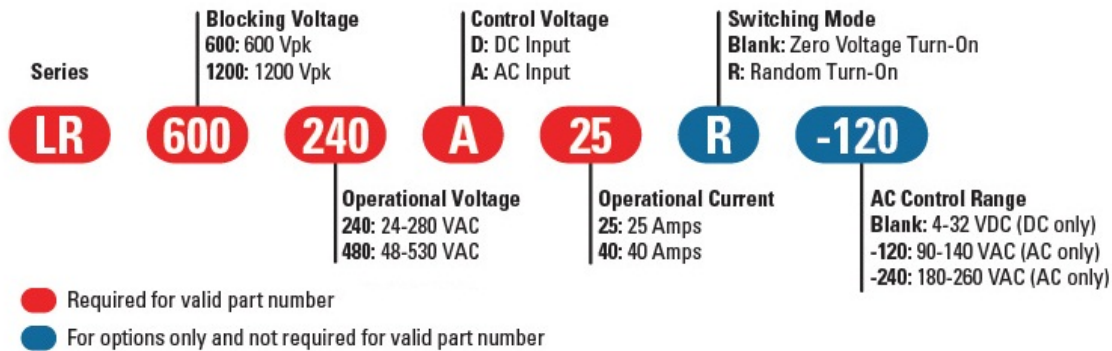 Blocking Voltage
600: 600 Vpk
1200: 1200 Vpk
Control Voltage
D: DC Input
A: AC Input
Switching Mode
Blank: Zero Voltage Turn-On
R: Random Turn-On
Series
LR
600
240
A
25
R
-120
Operational Voltage
240: 24-280 VAC
480: 48-530 VAC
Operational Current
25: 25 Amps
40: 40 Amps
AC Control Range
Blank: 4-32 VDC (DC only)
-120: 90-140 VAC (AC only)
-240: 180-260 VAC (AC only)
Required for valid part number
For options only and not required for valid part number